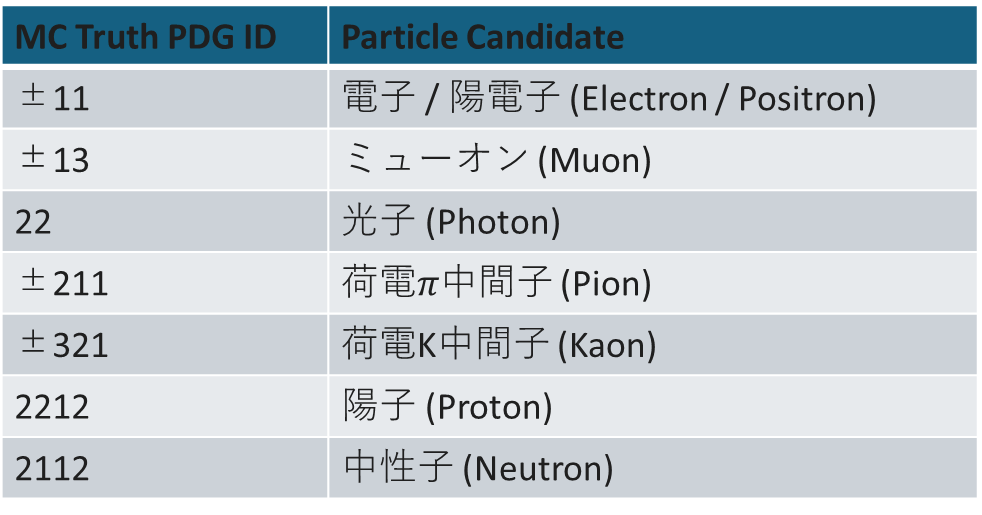 MC Truth PDG ID Particle Candidate
±11 電子 / 陽電子 (Electron / Positron)
±13 ミューオン (Muon)
22 光子 (Photon)
±211 荷電π中間子 (Pion)
±321 荷電K中間子 (Kaon)
2212 陽子 (Proton)
2112 中性子 (Neutron)